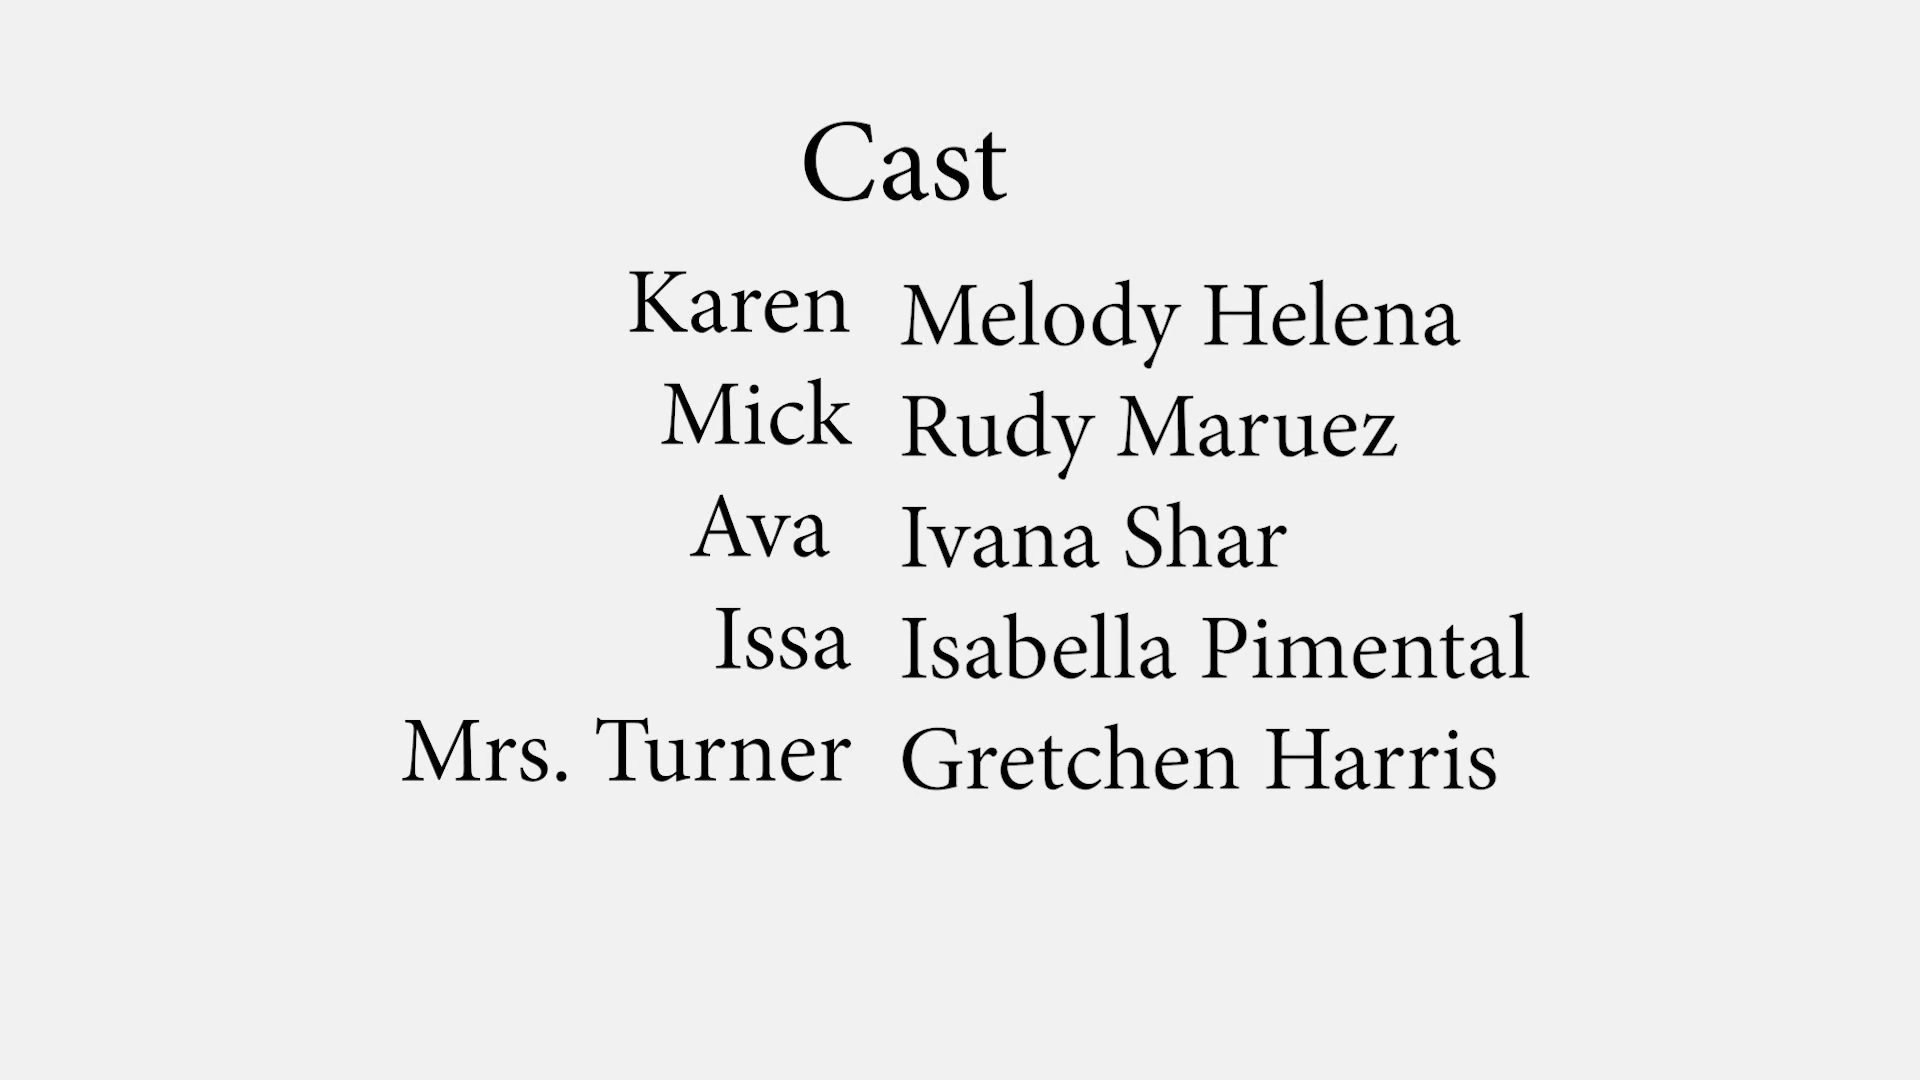 Cast
Karen Melody Helena
Mick Rudy Maruez
Ava Ivana Shar
Issa Isabella Pimental
Mrs. Turner Gretchen Harris